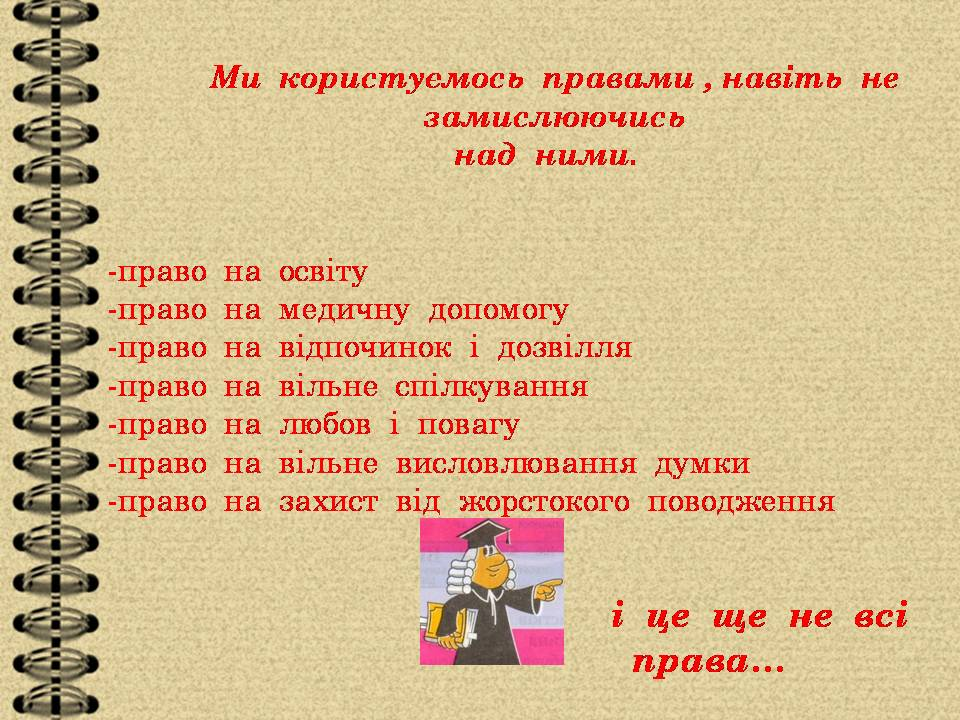 Ми користуємось правами , навіть не
замислюючись
над ними.
-право на освіту
-право на медичну допомогу
-право на відпочинок і дозвілля
-право на вільне спілкування
-право на любов і повагу
-право на вільне висловлювання думки
-право на захист від жорстокого поводження
і це ще не всі
права...